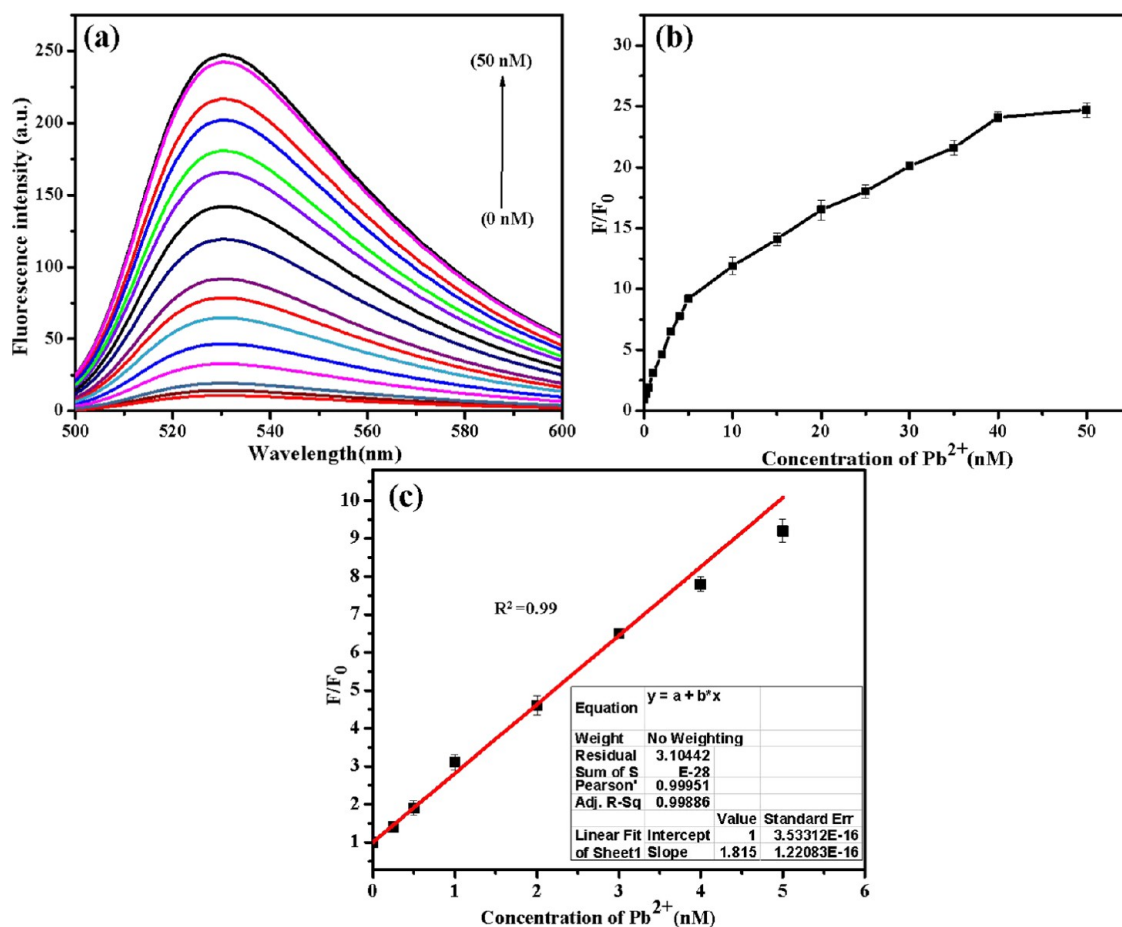 (a)
(50 nM)
(0 nM)
Fluorescence intensity (a.u.)
250
200
150
100
50
0
500 520 540 560 580 600
Wavelength(nm)
(b)
F/F0
30
25
20
15
10
5
0
0 10 20 30 40 50
Concentration of Pb2+(nM)
(c)
F/F0
10
9
8
7
6
5
4
3
2
1
R2 =0.99
Equation y = a + b*x
Weight No Weighting
Residual 3.10442
Sum of S E-28
Pearson' 0.99951
Adj. R-Sq 0.99886
Value Standard Err
Linear Fit Intercept 1 3.53312E-16
of Sheet1 Slope 1.815 1.22083E-16
0 1 2 3 4 5 6
Concentration of Pb2+(nM)